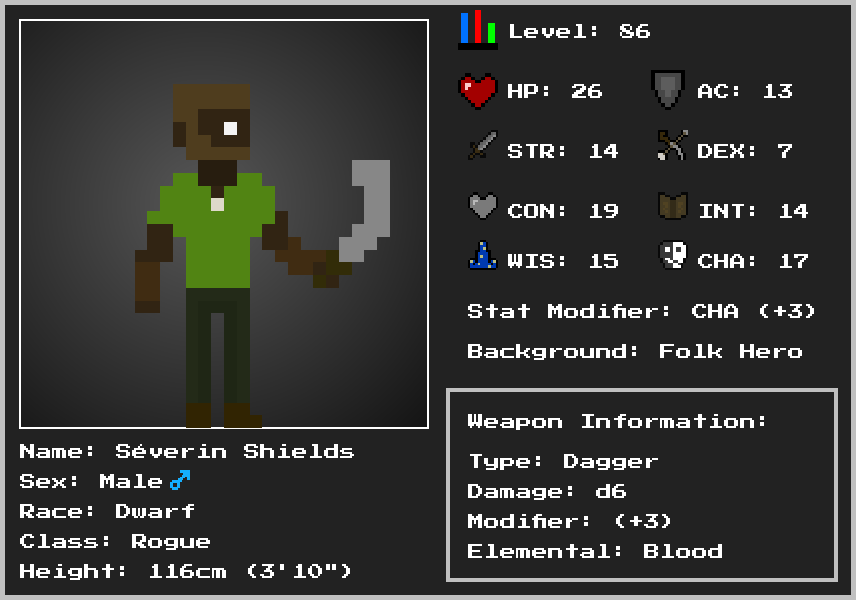 Level: 86
HP: 26
AC: 13
STR: 14
DEX: 7
CON: 19
INT: 14
WIS: 15
CHA: 17
Stat Modifier: CHA (+3)
Background: Folk Hero
Weapon Information:
Type: Dagger
Damage: d6
Modifier: (+3)
Elemental: Blood
Name: Séverin Shields
Sex: Male♂
Race: Dwarf
Class: Rogue
Height: 116cm (3'10")